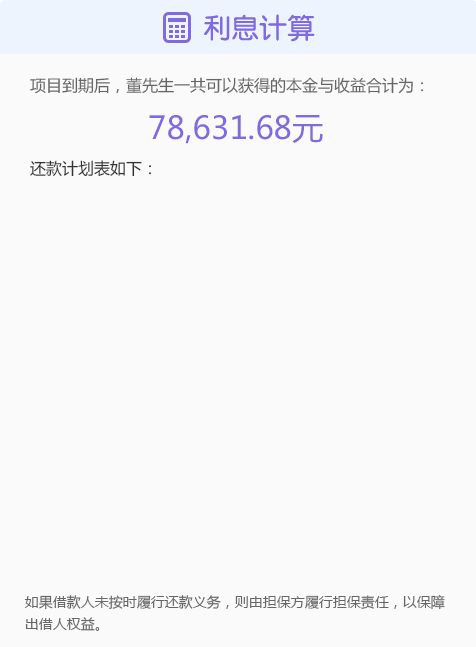 利息计算
项目到期后，董先生一共可以获得的本金与收益合计为：
78,631.68元
还款计划表如下：
如果借款人未按时履行还款义务，则由担保方履行担保责任，以保障
出借人权益。